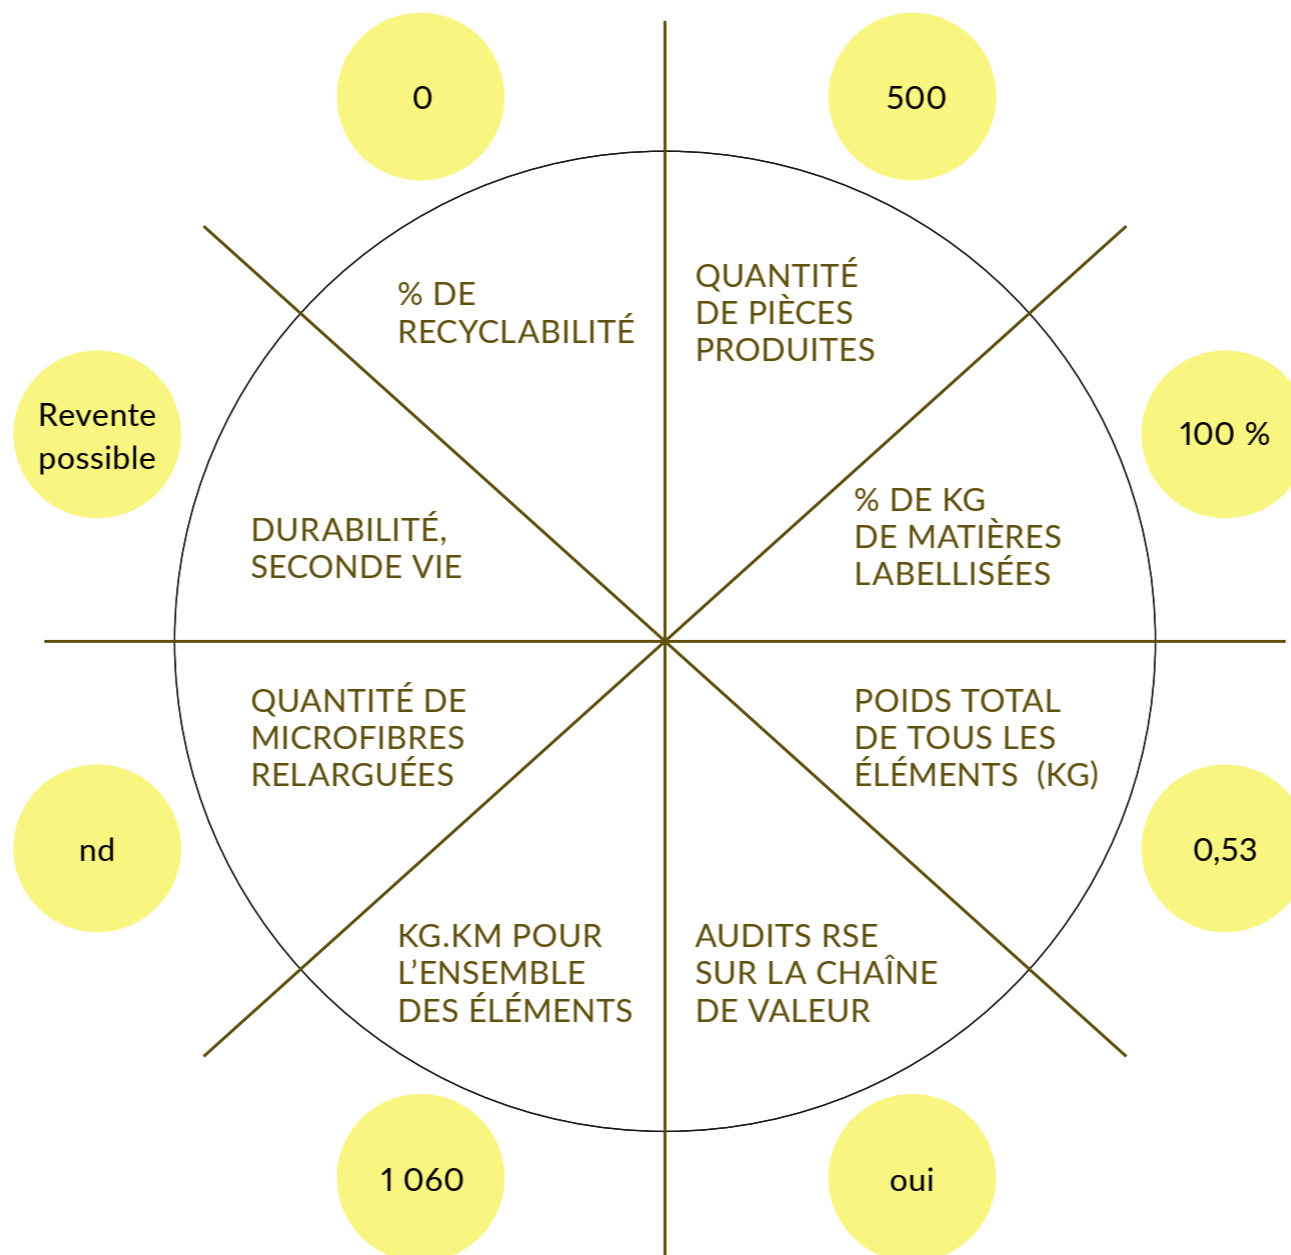 0
500
% DE
RECYCLABILITÉ
QUANTITÉ
DE PIÈCES
PRODUITES
Revente
possible
100 %
DURABILITÉ,
SECONDE VIE
% DE KG
DE MATIÈRES
LABELLISÉES
QUANTITÉ DE
MICROFIBRES
RELARGUÉES
POIDS TOTAL
DE TOUS LES
ÉLÉMENTS (KG)
nd
0,53
KG.KM POUR
L’ENSEMBLE
DES ÉLÉMENTS
AUDITS RSE
SUR LA CHAÎNE
DE VALEUR
1 060
oui